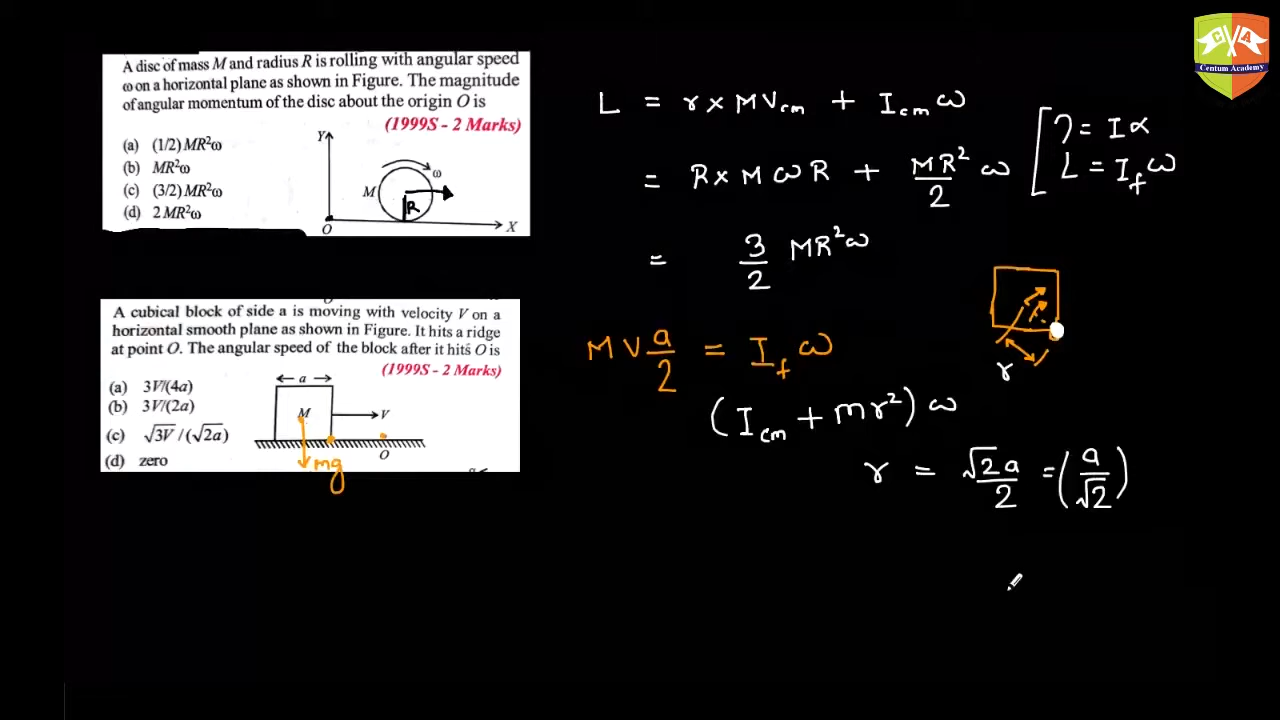 A disc of mass M and radius R is rolling with angular speed
ω on a horizontal plane as shown in Figure. The magnitude
of angular momentum of the disc about the origin O is
(1999S - 2 Marks)
(a) (1/2) MR²ω
(b) MR²ω
(c) (3/2) MR²ω
(d) 2 MR²ω
Y
M
ω
R
O
X
A cubical block of side a is moving with velocity V on a
horizontal smooth plane as shown in Figure. It hits a ridge
at point O. The angular speed of the block after it hits O is
(1999S - 2 Marks)
(a) 3V/(4a)
(b) 3V/(2a)
(c) √3V / (√2a)
(d) zero
a
M
V
O
mg
L = r × M Vcm + Icm ω
= R × M ω R + MR²/2 ω
= 3/2 MR²ω
τ = I α
L = If ω
M V a/2 = If ω
(Icm + mr²) ω
r
r = √2a/2 = (a/√2)
C A
Centum Academy